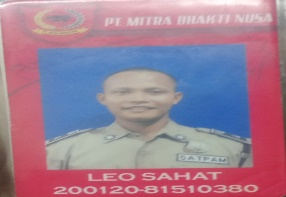 PT. MITRA BHAKTI NUSA
SATPAM
LEO SAHAT
200120-81510380